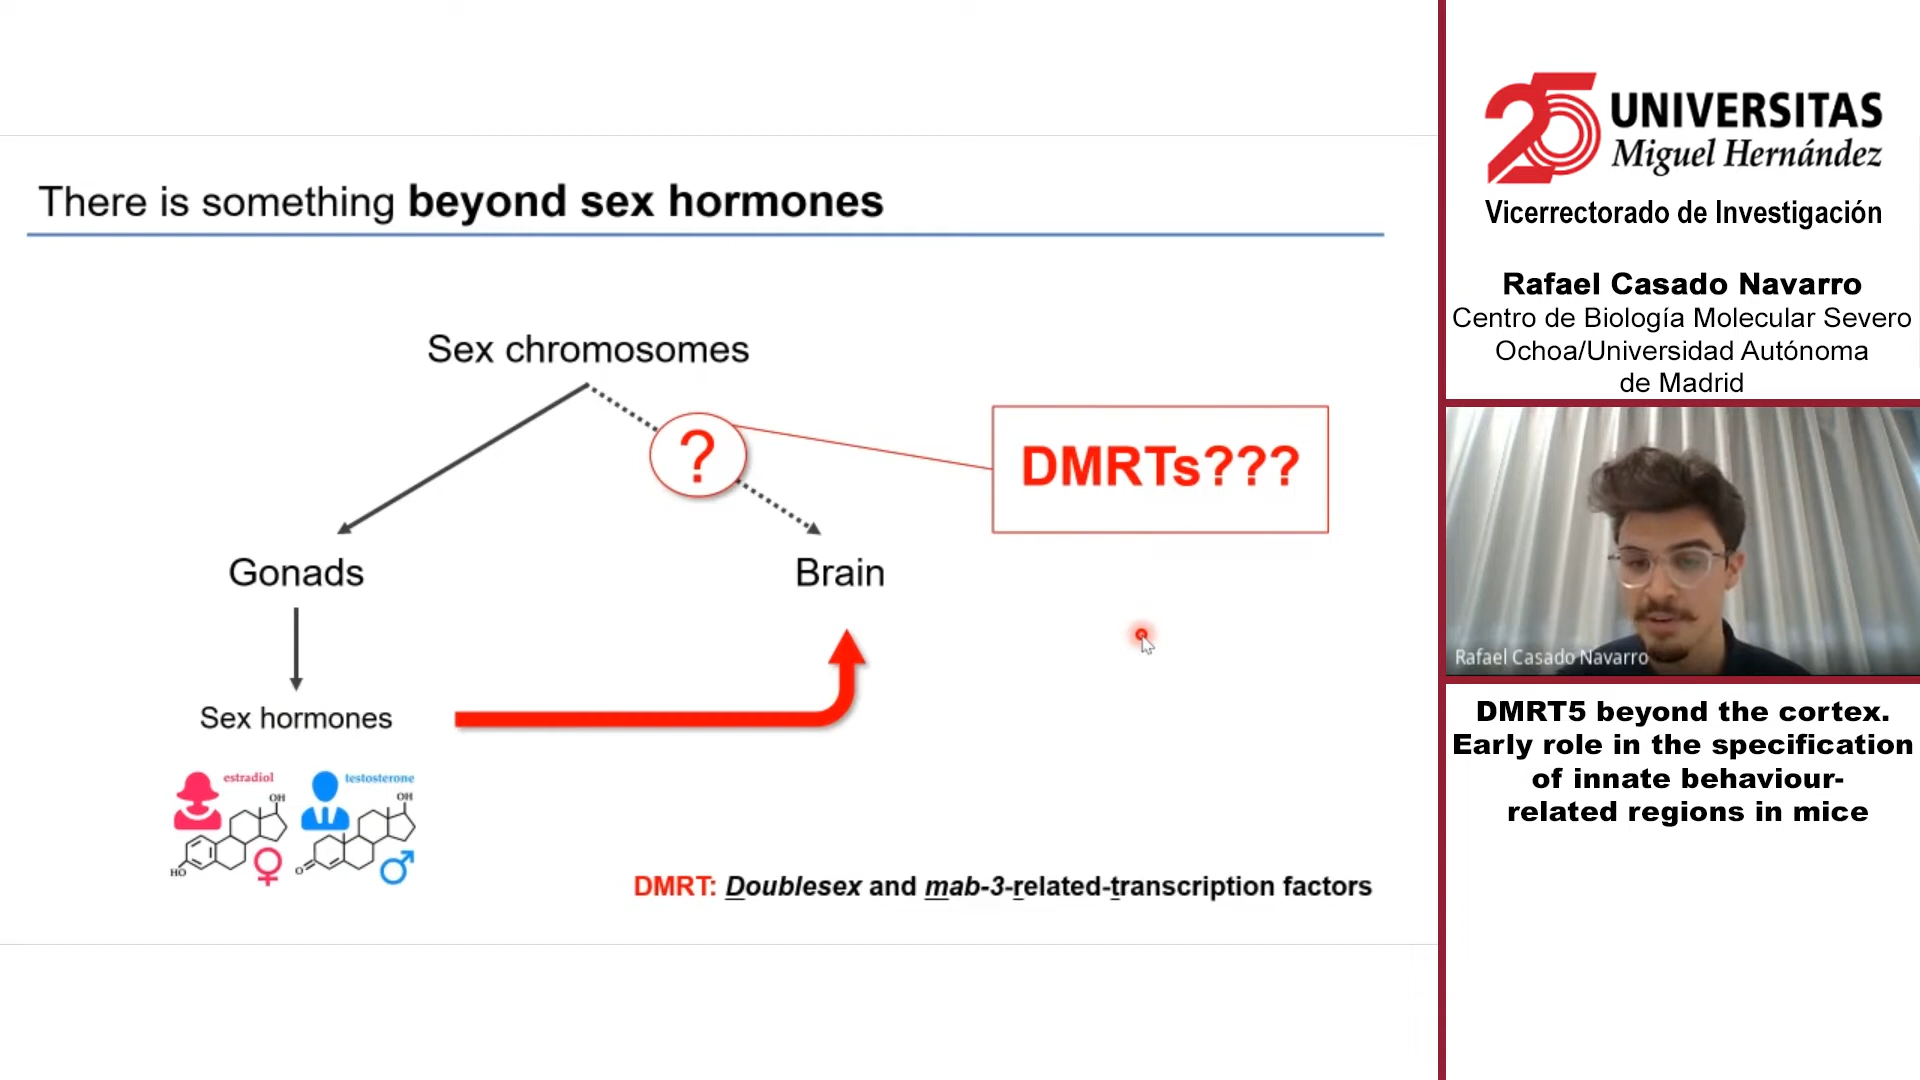 There is something beyond sex hormones
Sex chromosomes
?
DMRTs???
Gonads
Brain
Sex hormones
estradiol
OH
HO
testosterone
OH
O
DMRT: Doublesex and mab-3-related-transcription factors
25 UNIVERSITAS
Miguel Hernández
Vicerrectorado de Investigación
Rafael Casado Navarro
Centro de Biología Molecular Severo
Ochoa/Universidad Autónoma
de Madrid
Rafael Casado Navarro
DMRT5 beyond the cortex.
Early role in the specification
of innate behaviour-
related regions in mice